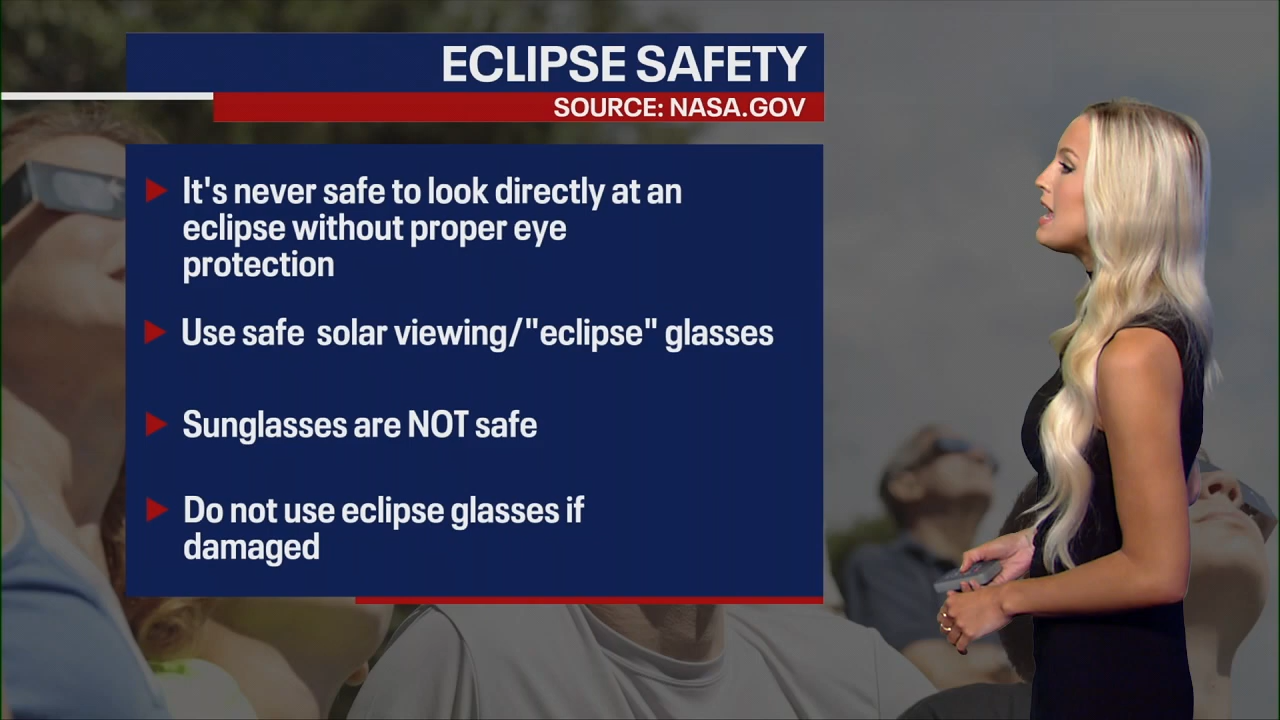 ECLIPSE SAFETY
SOURCE: NASA.GOV
It's never safe to look directly at an
eclipse without proper eye
protection
Use safe  solar viewing/"eclipse" glasses
Sunglasses are NOT safe
Do not use eclipse glasses if
damaged